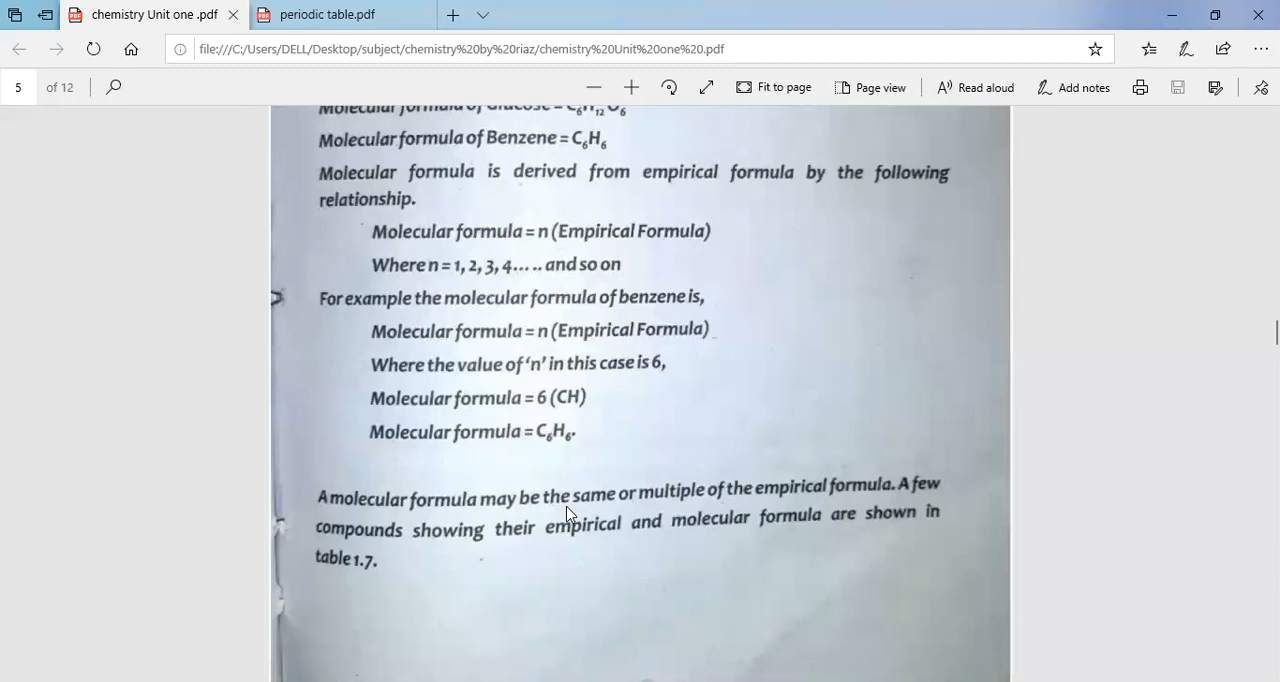 chemistry Unit one .pdf
periodic table.pdf
file:///C:/Users/DELL/Desktop/subject/chemistry%20by%20riaz/chemistry%20Unit%20one%20.pdf
5 of 12
Fit to page
Page view
Read aloud
Add notes
Molecular formula of Glucose = C₆H₁₂O₆
Molecular formula of Benzene = C₆H₆
Molecular formula is derived from empirical formula by the following
relationship.
Molecular formula = n (Empirical Formula)
Where n = 1, 2, 3, 4..... and so on
For example the molecular formula of benzene is,
Molecular formula = n (Empirical Formula)
Where the value of 'n' in this case is 6,
Molecular formula = 6 (CH)
Molecular formula = C₆H₆.
A molecular formula may be the same or multiple of the empirical formula. A few
compounds showing their empirical and molecular formula are shown in
table 1.7.